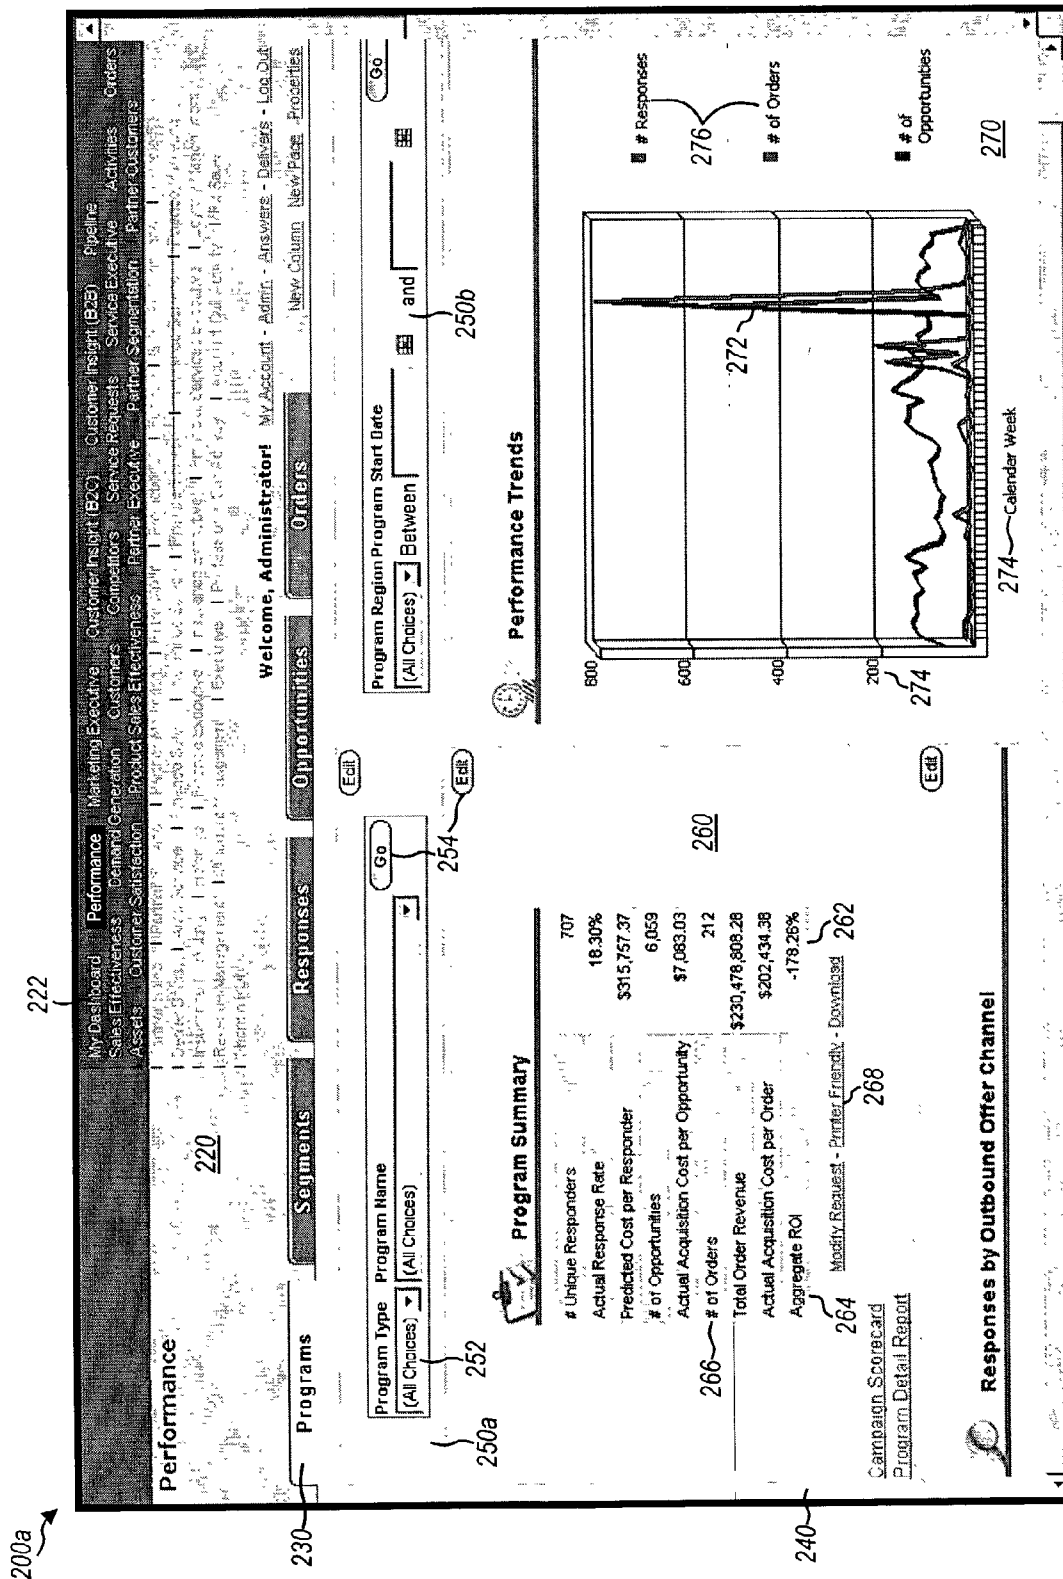 200a
222
My Dashboard Performance Marketing Executive Customer Insight (B2C) Customer Insight (B2B) Pipeline
Sales Effectiveness Demand Generation Customers Competitors Service Requests Service Executive Activities Orders
Assets Customer Satisfaction Product Sales Effectiveness Partner Executive Partner Segmentation Partner Customers
Performance
220
Welcome, Administrator! My Account - Admin - Answers - Delivers - Log Out
230
Programs Segments Responses Opportunities Orders
New Column New Page Properties
Edit
250a
Program Type Program Name
(All Choices) (All Choices) Go
252
254
Edit
Program Region Program Start Date
(All Choices) Between and Go
250b
Program Summary
# Unique Responders 707
Actual Response Rate 18.30%
Predicted Cost per Responder $315,757.37
# of Opportunities 6,059
Actual Acquisition Cost per Opportunity $7,083.03
266 # of Orders 212
Total Order Revenue $230,478,808.28
Actual Acquisition Cost per Order $202,434.38
Aggregate ROI -178.26%
260
262
264
Modify Request - Printer Friendly - Download
268
Campaign Scorecard
Program Detail Report
240
Edit
Responses by Outbound Offer Channel
Performance Trends
800
600
400
200
272
274
274 Calender Week
# Responses
276
# of Orders
# of
Opportunities
270